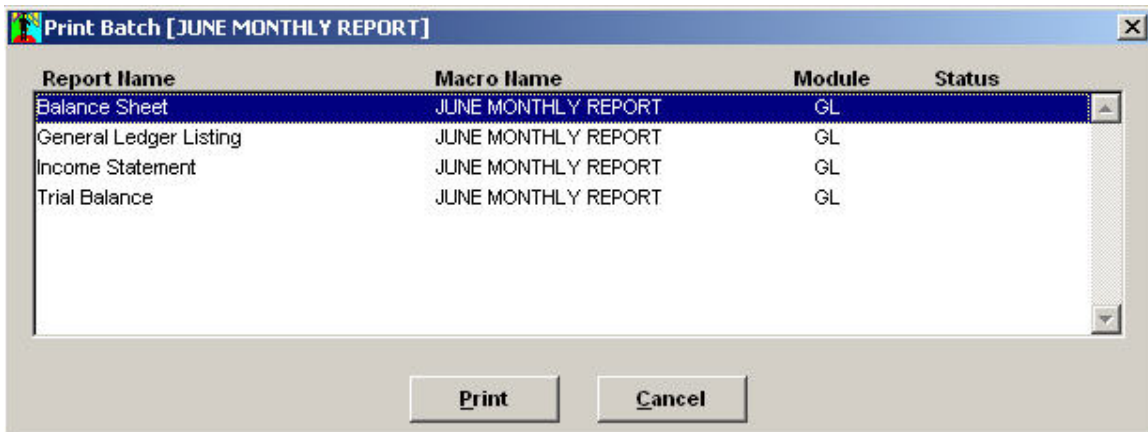 Print Batch [JUNE MONTHLY REPORT]
Report Name Macro Name Module Status
Balance Sheet JUNE MONTHLY REPORT GL
General Ledger Listing JUNE MONTHLY REPORT GL
Income Statement JUNE MONTHLY REPORT GL
Trial Balance JUNE MONTHLY REPORT GL
Print Cancel